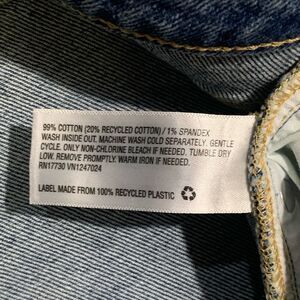 99% COTTON (20% RECYCLED COTTON) / 1% SPANDEX
WASH INSIDE OUT. MACHINE WASH COLD SEPARATELY. GENTLE
CYCLE. ONLY NON-CHLORINE BLEACH IF NEEDED. TUMBLE DRY
LOW. REMOVE PROMPTLY. WARM IRON IF NEEDED.
RN17730 VN1247024
LABEL MADE FROM 100% RECYCLED PLASTIC